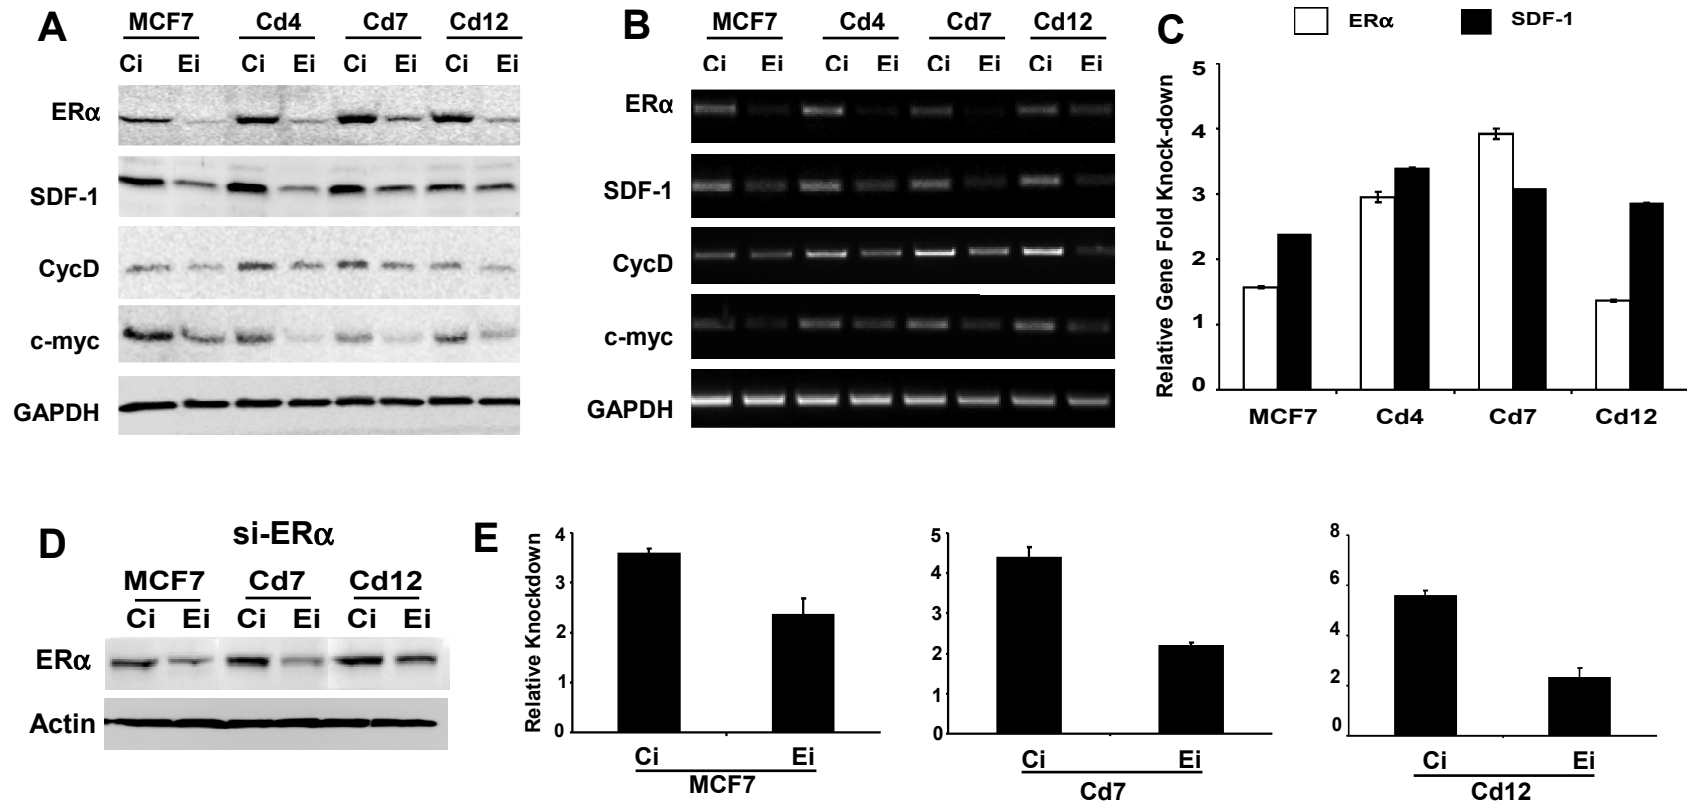 A
MCF7 Cd4 Cd7 Cd12
Ci Ei Ci Ei Ci Ei Ci Ei
ERα
SDF-1
CycD
c-myc
GAPDH
B
MCF7 Cd4 Cd7 Cd12
Ci Ei Ci Ei Ci Ei Ci Ei
ERα
SDF-1
CycD
c-myc
GAPDH
C
ERα SDF-1
Relative Gene Fold Knock-down
5
4
3
2
1
0
MCF7 Cd4 Cd7 Cd12
D
si-ERα
MCF7 Cd7 Cd12
Ci Ei Ci Ei Ci Ei
ERα
Actin
E
Relative Knockdown
4
3
2
1
0
Ci Ei
MCF7
5
4
3
2
1
0
Ci Ei
Cd7
8
6
4
2
0
Ci Ei
Cd12